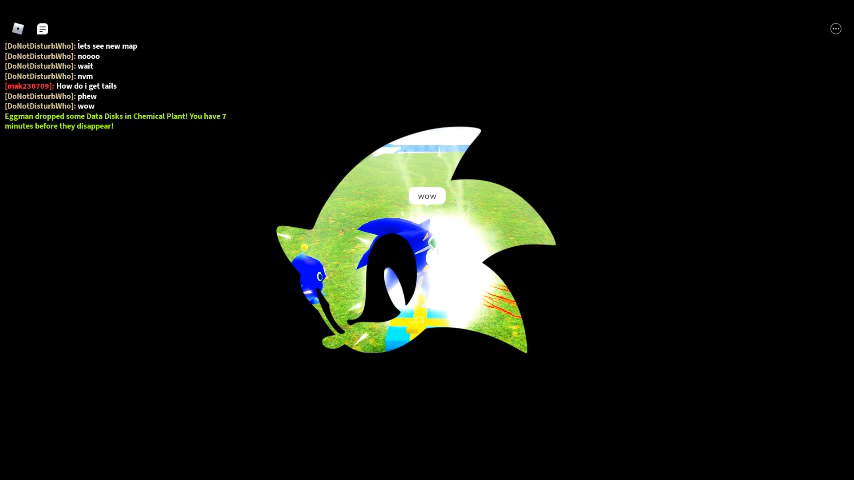 [DoNotDisturbWho]: lets see new map
[DoNotDisturbWho]: noooo
[DoNotDisturbWho]: wait
[DoNotDisturbWho]: nvm
[mak230709]: How do i get tails
[DoNotDisturbWho]: phew
[DoNotDisturbWho]: wow
Eggman dropped some Data Disks in Chemical Plant! You have 7
minutes before they disappear!
wow